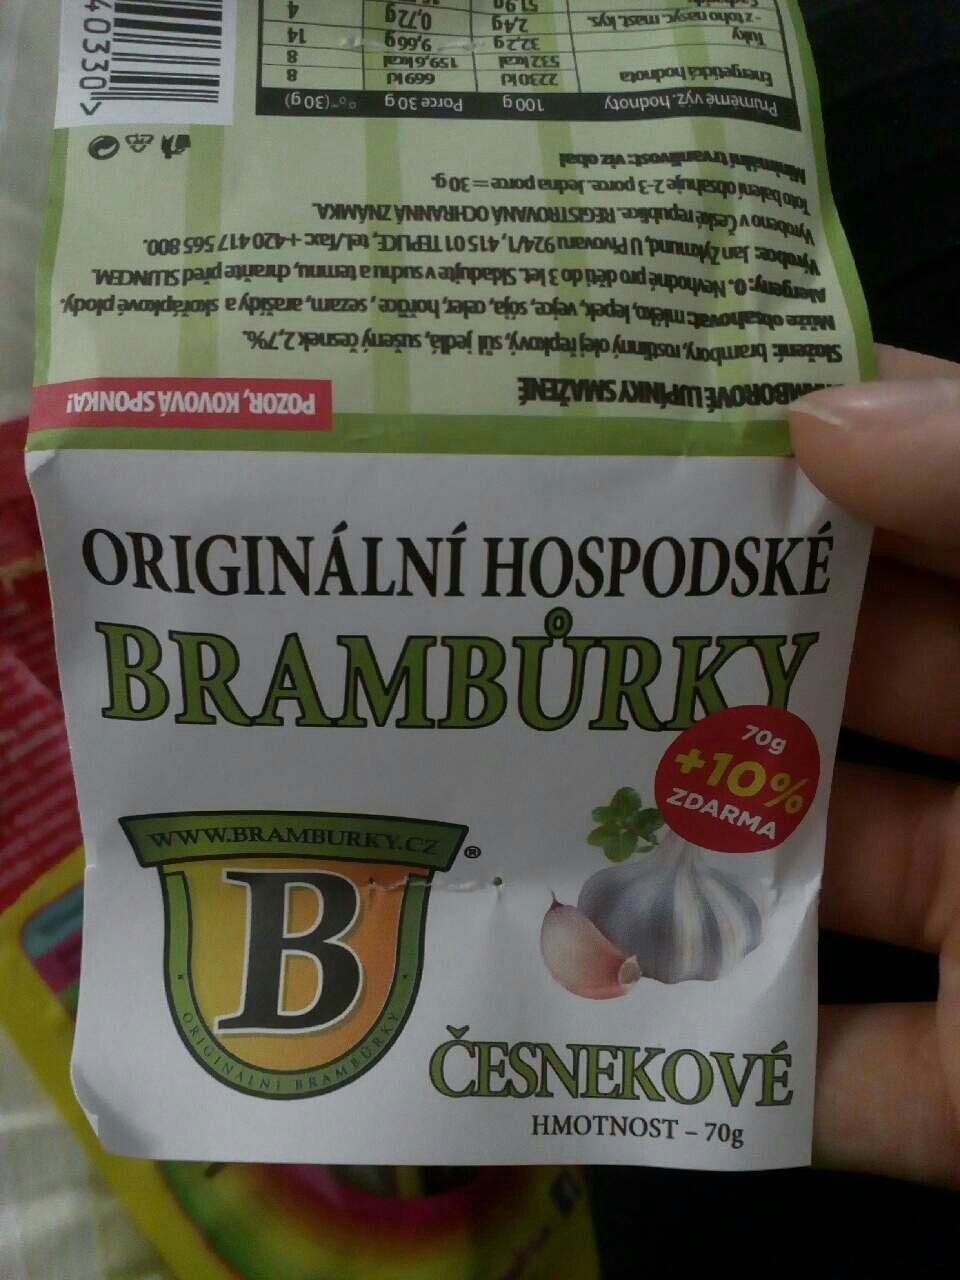 ORIGINÁLNÍ HOSPODSKÉ
BRAMBŮRKY
70g
+10%
ZDARMA
WWW.BRAMBURKY.CZ
®
B
ORIGINÁLNÍ BRAMBŮRKY
ČESNEKOVÉ
HMOTNOST – 70g
POZOR, KOVOVÁ SPONKA!
LUPÍNKY SMAŽENÉ
Složení: brambory, rostlinný olej řepkový, sůl jedlá, sušený česnek 2,7%.
Může obsahovat: mléko, lepek, vejce, sója, celer, hořčice, sezam, arašídy a skořápkové plody.
Alergeny: 0. Nevhodné pro děti do 3 let. Skladujte v suchu a temnu, chraňte před SLUNCEM.
Výrobce: Jan Zykmund, U Pivovaru 924/1, 415 01 TEPLICE, tel./fax: +420 417 565 800.
Vyrobeno v České republice. REGISTROVANÁ OCHRANNÁ ZNÁMKA.
Toto balení obsahuje 2-3 porce. Jedna porce = 30 g.
Minimální trvanlivost: viz obal
Průměrné výž. hodnoty 100 g Porce 30 g %* (30 g)
Energetická hodnota 2230 kJ 669 kJ 8
532 kcal 159,6 kcal 8
Tuky 32,2 g 9,66 g 14
- z toho nasyc. mast. kys. 2,4 g 0,72 g 4
51,9 g
40330>